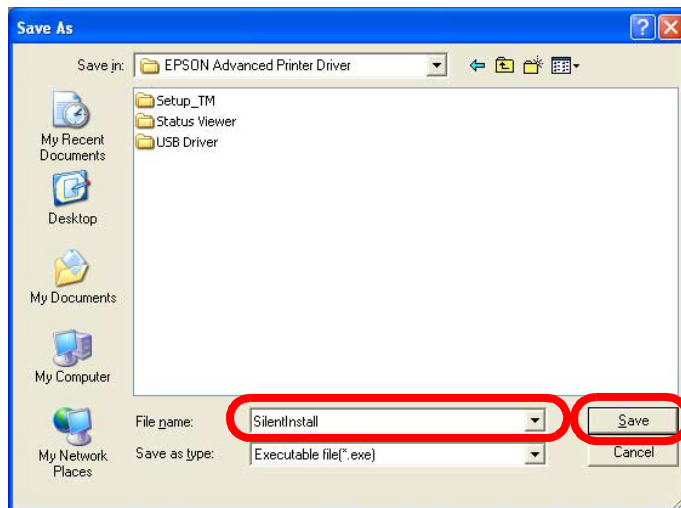 Save As
Save in: EPSON Advanced Printer Driver
Setup_TM
Status Viewer
USB Driver
My Recent
Documents
Desktop
My Documents
My Computer
My Network
Places
File name: SilentInstall Save
Save as type: Executable file(*.exe) Cancel